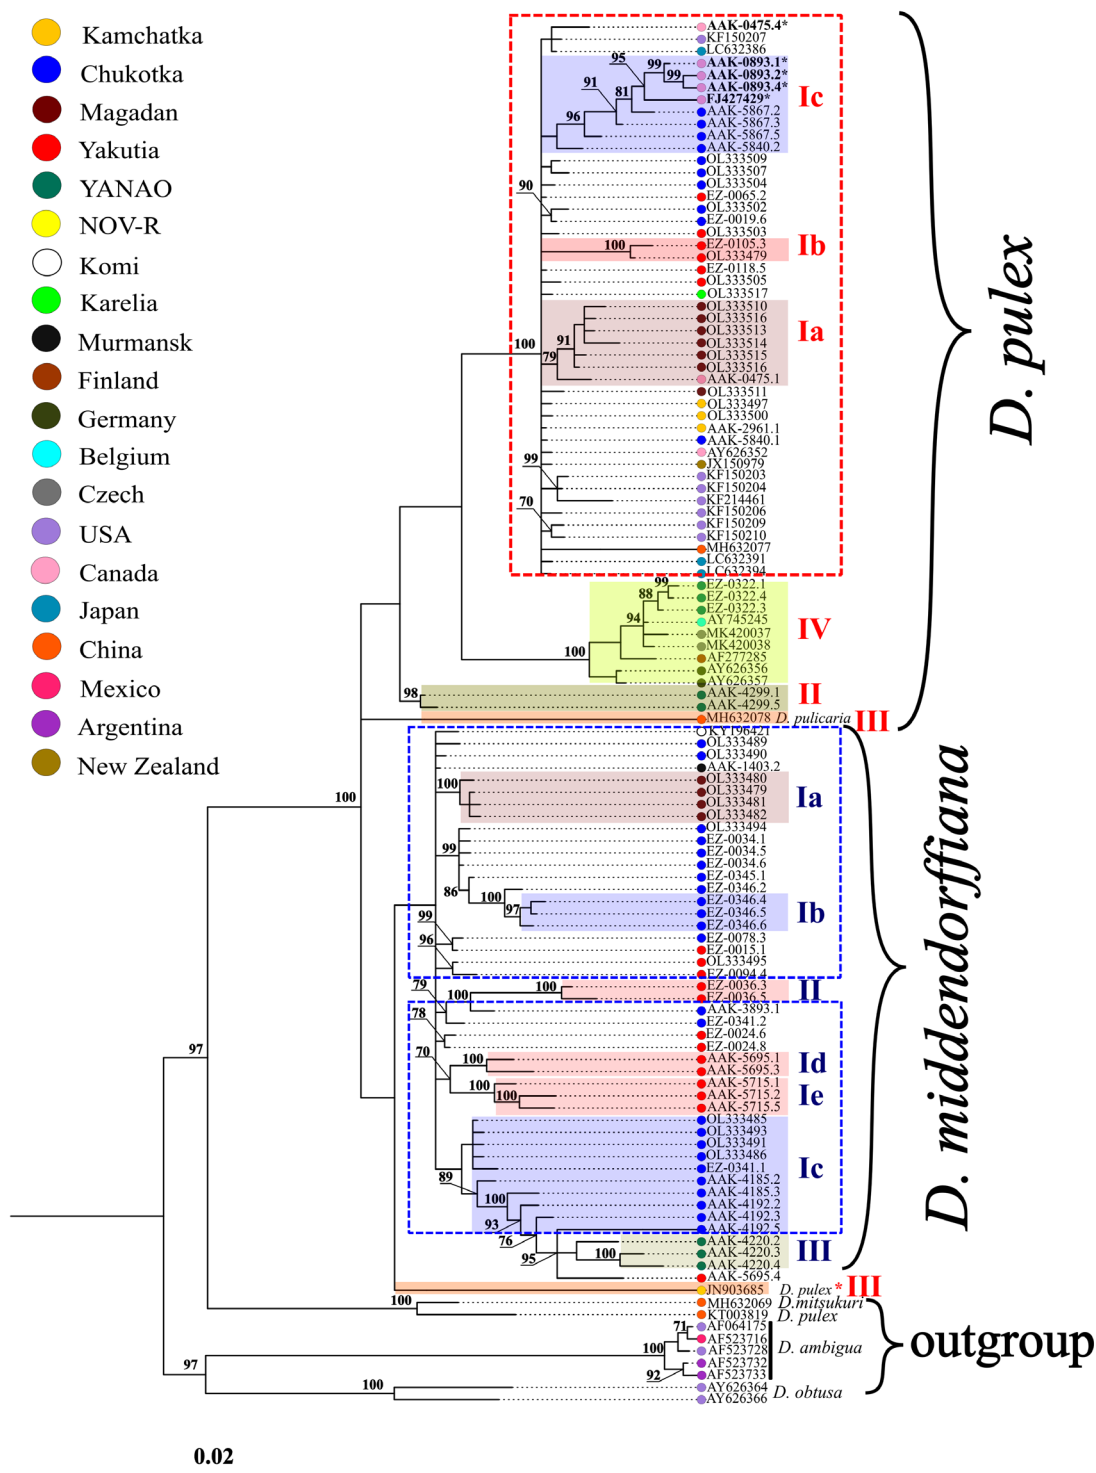 Kamchatka
Chukotka
Magadan
Yakutia
YANAO
NOV-R
Komi
Karelia
Murmansk
Finland
Germany
Belgium
Czech
USA
Canada
Japan
China
Mexico
Argentina
New Zealand
AAK-0475.4*
KF150207
LC632386
AAK-0893.1*
AAK-0893.2*
AAK-0893.4*
FJ427429*
AAK-5867.2
AAK-5867.3
AAK-5867.5
AAK-5840.2
OL333509
OL333507
OL333504
EZ-0065.2
OL333502
EZ-0019.6
OL333503
EZ-0105.3
OL333479
EZ-0118.5
OL333505
OL333517
OL333510
OL333516
OL333513
OL333514
OL333515
OL333516
AAK-0475.1
OL333511
OL333497
OL333500
AAK-2961.1
AAK-5840.1
AY626352
JX150979
KF150203
KF150204
KF214461
KF150206
KF150209
KF150210
MH632077
LC632391
LC632394
EZ-0322.1
EZ-0322.4
EZ-0322.3
AY745245
MK420037
MK420038
AF277285
AY626356
AY626357
AAK-4299.1
AAK-4299.5
MH632078 D. pulicaria III
KY196421
OL333489
OL333490
AAK-1403.2
OL333480
OL333479
OL333481
OL333482
OL333494
EZ-0034.1
EZ-0034.5
EZ-0034.6
EZ-0345.1
EZ-0346.2
EZ-0346.4
EZ-0346.5
EZ-0346.6
EZ-0078.3
EZ-0015.1
OL333495
EZ-0094.4
EZ-0036.3
EZ-0036.5
AAK-3893.1
EZ-0341.2
EZ-0024.6
EZ-0024.8
AAK-5695.1
AAK-5695.3
AAK-5715.1
AAK-5715.2
AAK-5715.5
OL333485
OL333493
OL333491
OL333486
EZ-0341.1
AAK-4185.2
AAK-4185.3
AAK-4192.2
AAK-4192.3
AAK-4192.5
AAK-4220.2
AAK-4220.3
AAK-4220.4
AAK-5695.4
JN903685 D. pulex * III
MH632069 D.mitsukuri
KT003819 D. pulex
AF064175
AF523716
AF523728 D. ambigua
AF523732
AF523733
AY626364 D. obtusa
AY626366
Ic
Ib
Ia
IV
II
Ia
Ib
II
Id
Ie
Ic
III
D. pulex
D. middendorffiana
outgroup
95
99
99
91
81
96
90
100
100
91
79
99
70
99
88
94
100
98
100
100
99
86
100
97
99
96
79
100
100
78
70
100
100
100
89
100
93
76
95
100
97
100
71
100
92
97
100
0.02